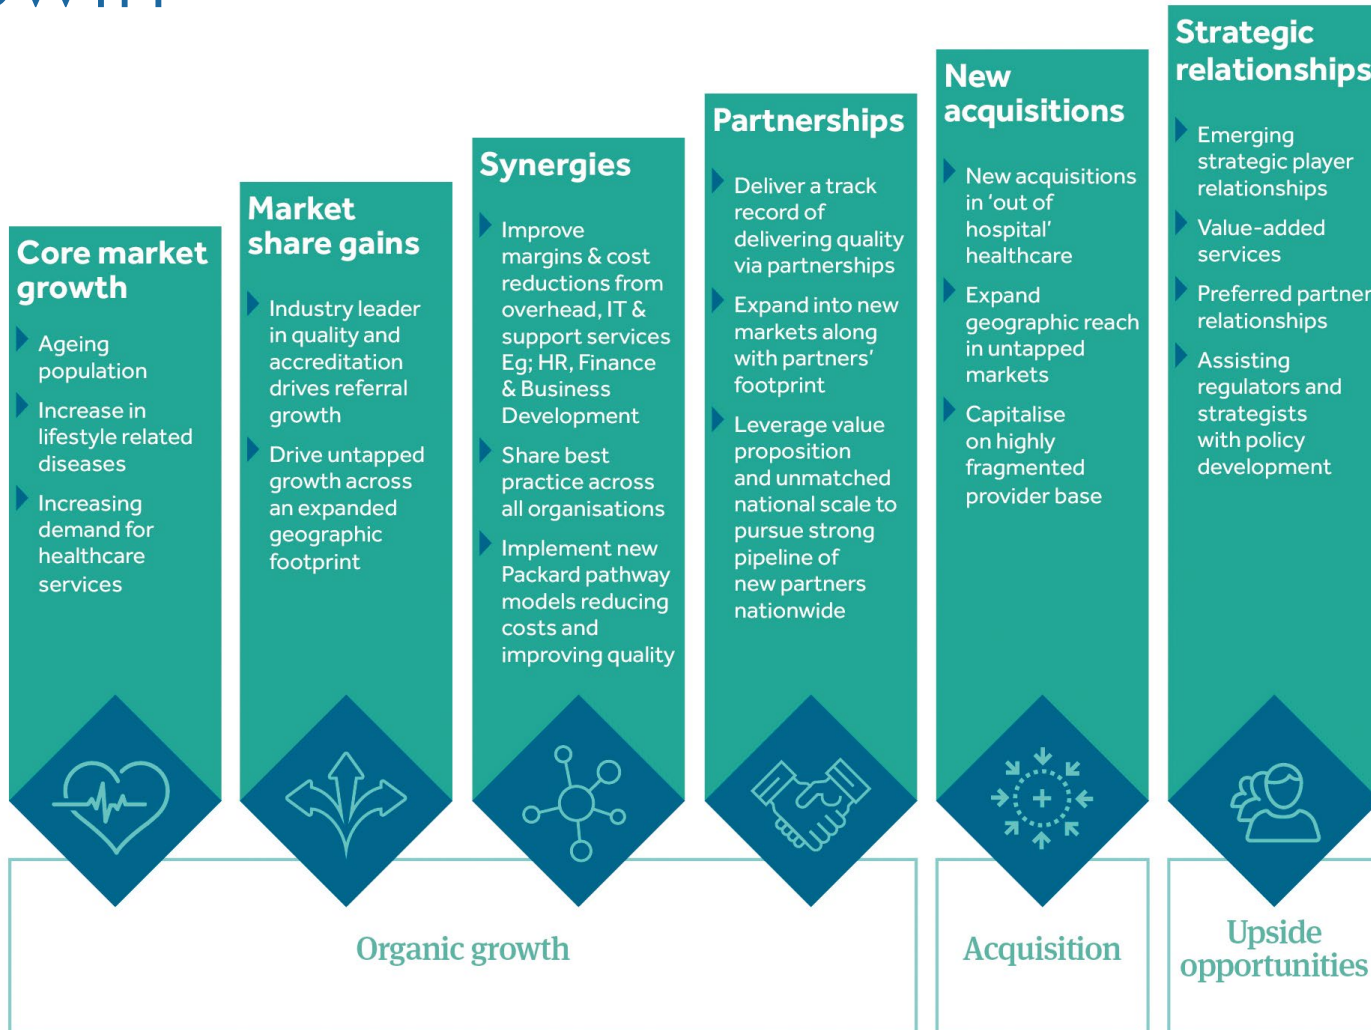 Core market
growth
Ageing
population
Increase in
lifestyle related
diseases
Increasing
demand for
healthcare
services
Market
share gains
Industry leader
in quality and
accreditation
drives referral
growth
Drive untapped
growth across
an expanded
geographic
footprint
Synergies
Improve
margins & cost
reductions from
overhead, IT &
support services
Eg; HR, Finance
& Business
Development
Share best
practice across
all organisations
Implement new
Packard pathway
models reducing
costs and
improving quality
Partnerships
Deliver a track
record of
delivering quality
via partnerships
Expand into new
markets along
with partners’
footprint
Leverage value
proposition
and unmatched
national scale to
pursue strong
pipeline of
new partners
nationwide
New
acquisitions
New acquisitions
in ‘out of
hospital’
healthcare
Expand
geographic reach
in untapped
markets
Capitalise
on highly
fragmented
provider base
Strategic
relationships
Emerging
strategic player
relationships
Value-added
services
Preferred partner
relationships
Assisting
regulators and
strategists
with policy
development
Organic growth
Acquisition
Upside
opportunities